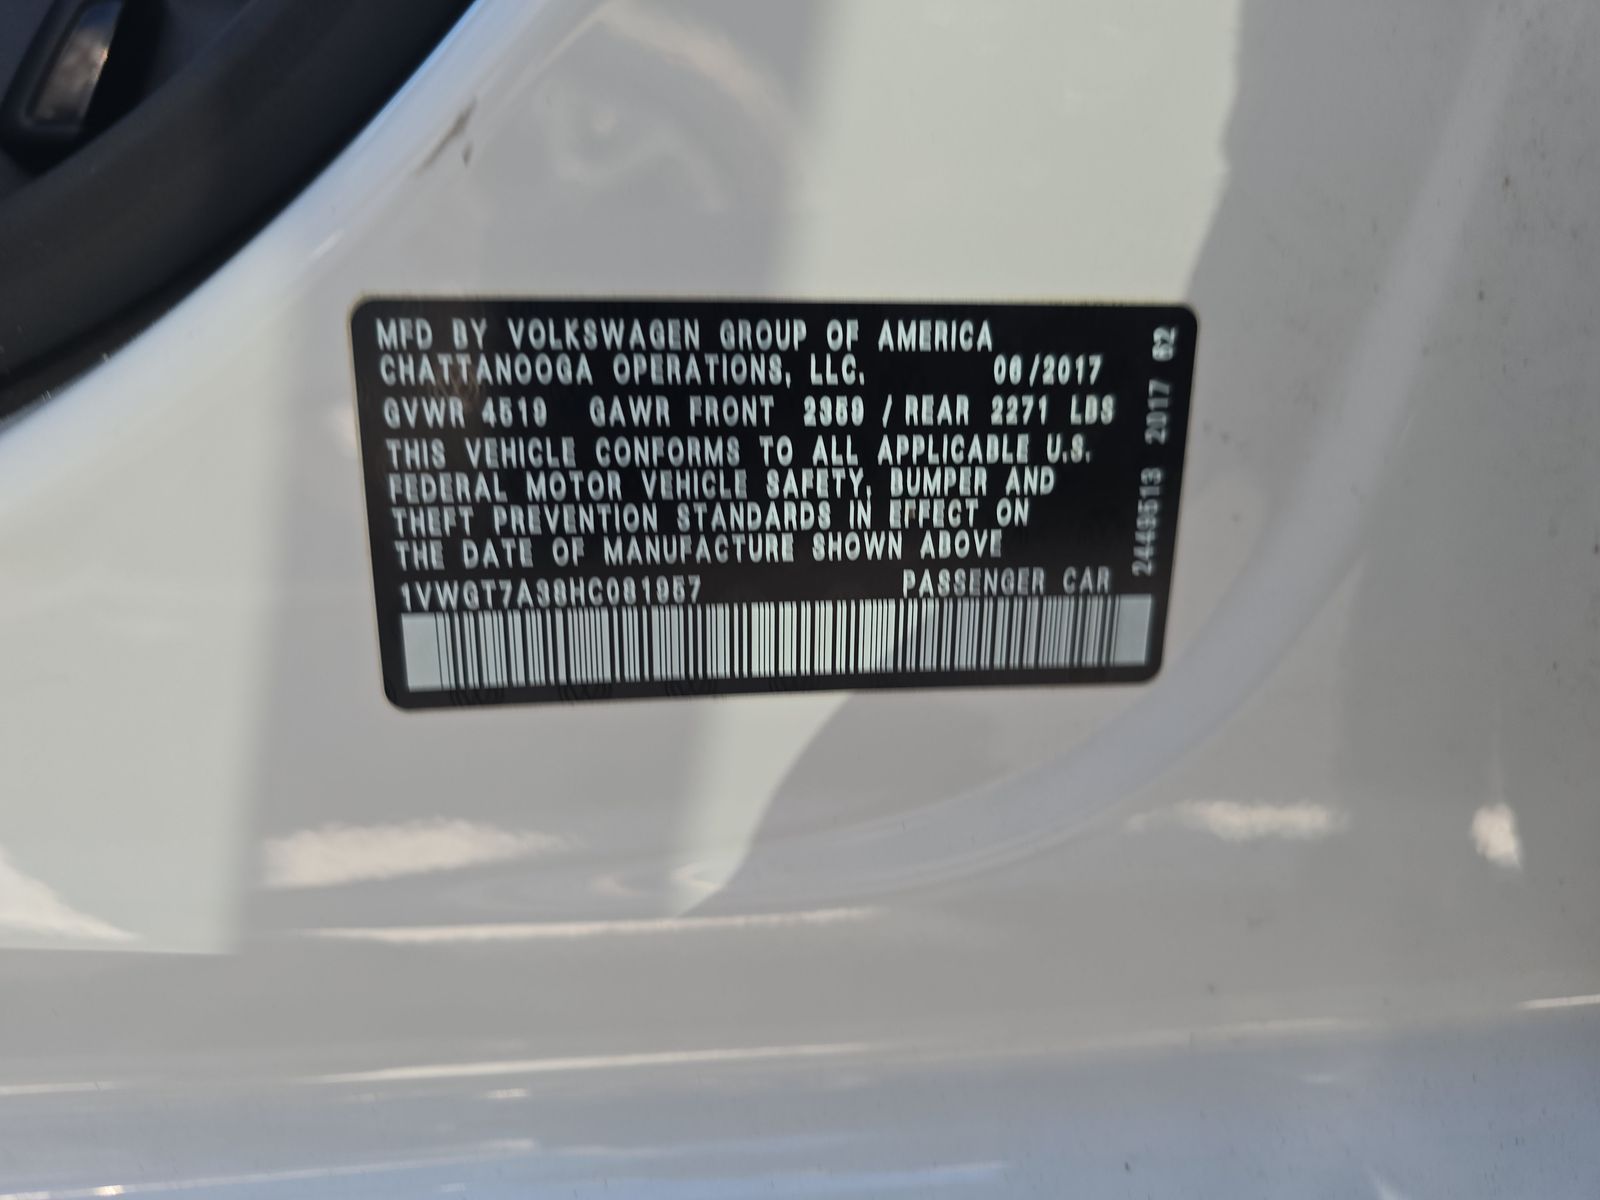 MFD BY VOLKSWAGEN GROUP OF AMERICA
CHATTANOOGA OPERATIONS, LLC. 06/2017
GVWR 4519 GAWR FRONT 2359 / REAR 2271 LBS
THIS VEHICLE CONFORMS TO ALL APPLICABLE U.S.
FEDERAL MOTOR VEHICLE SAFETY, BUMPER AND
THEFT PREVENTION STANDARDS IN EFFECT ON
THE DATE OF MANUFACTURE SHOWN ABOVE
1VWGT7A38HC081957 PASSENGER CAR
2449513 2017 62